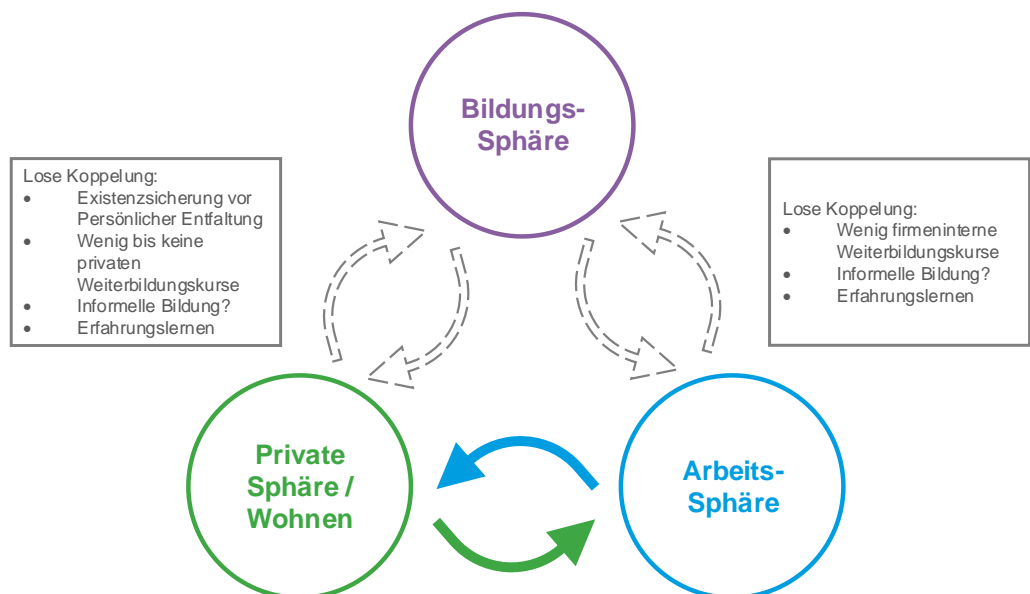 Bildungs-
Sphäre
Lose Koppelung:
• Existenzsicherung vor
Persönlicher Entfaltung
• Wenig bis keine
privaten
Weiterbildungskurse
• Informelle Bildung?
• Erfahrungslernen
Lose Koppelung:
• Wenig firmeninterne
Weiterbildungskurse
• Informelle Bildung?
• Erfahrungslernen
Private
Sphäre /
Wohnen
Arbeits-
Sphäre